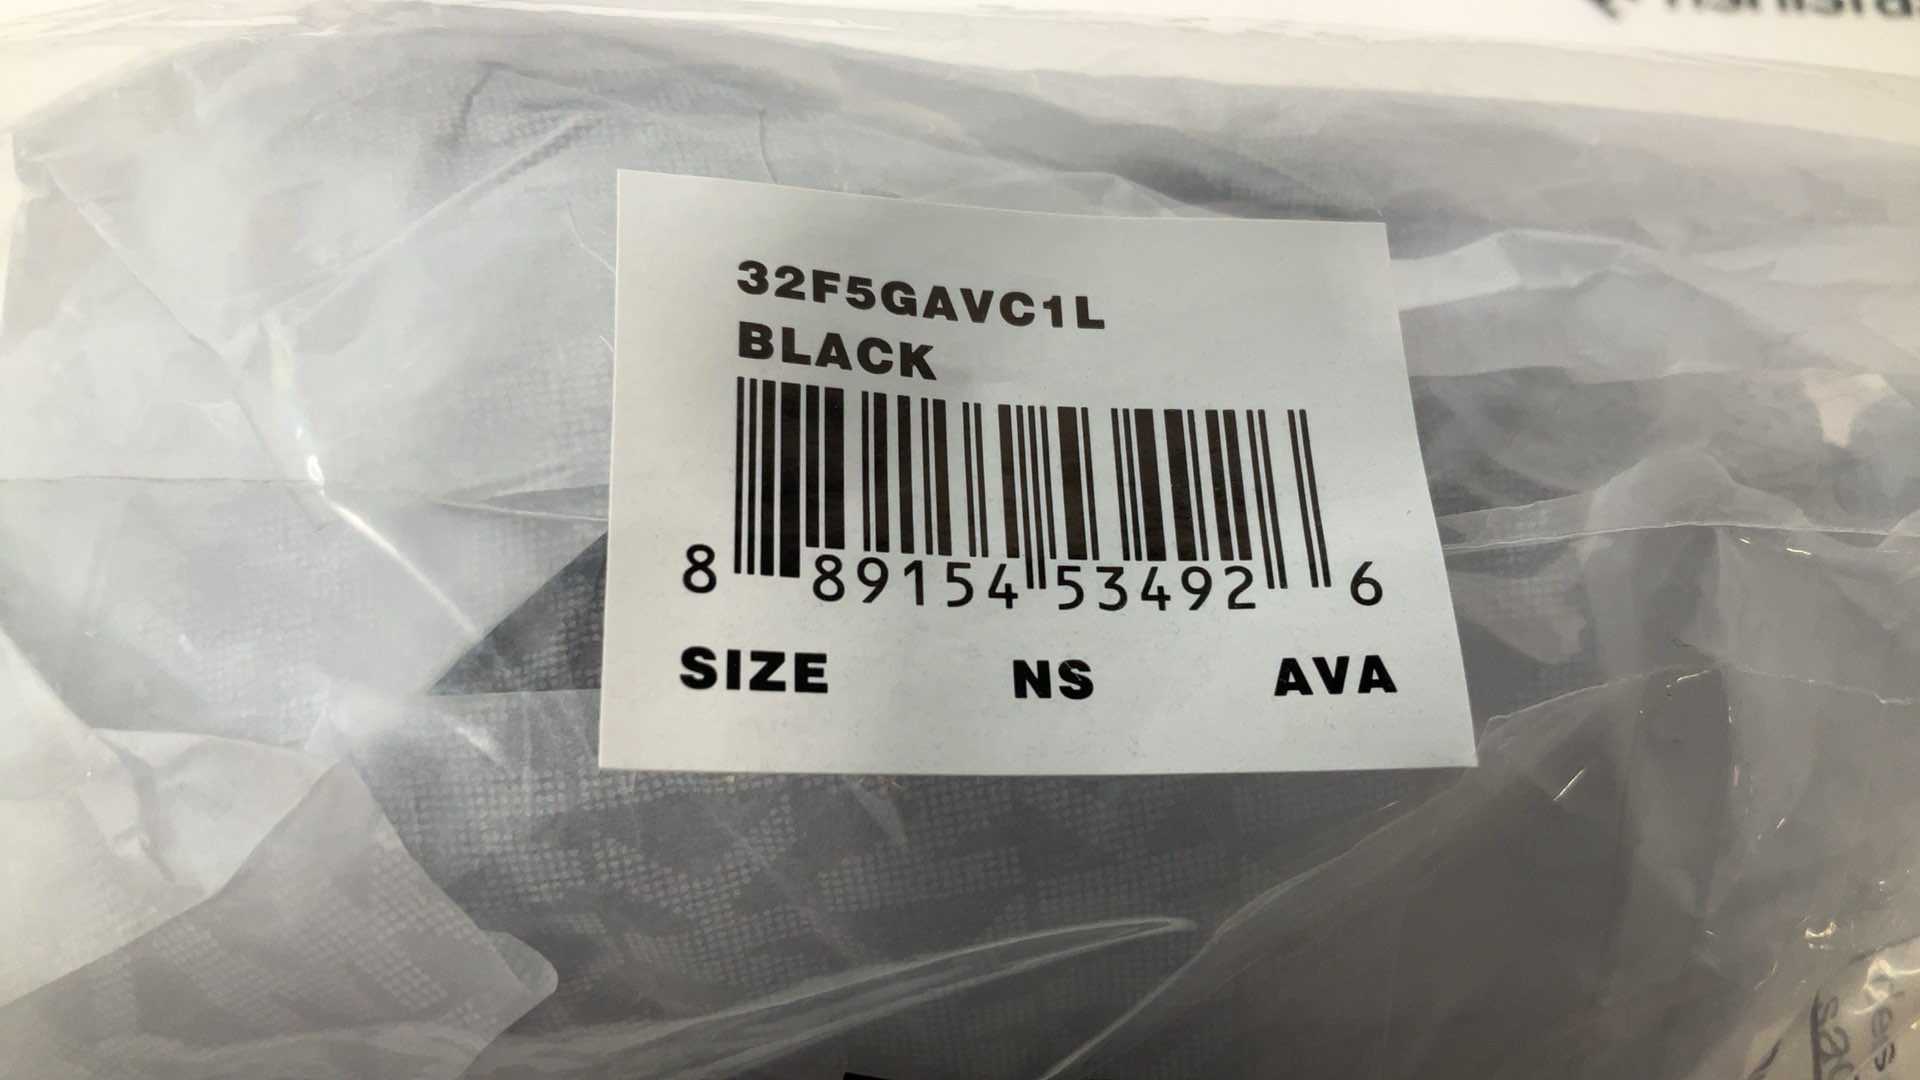 32F5GAVC1L
BLACK
8 89154 53492 6
SIZE NS AVA